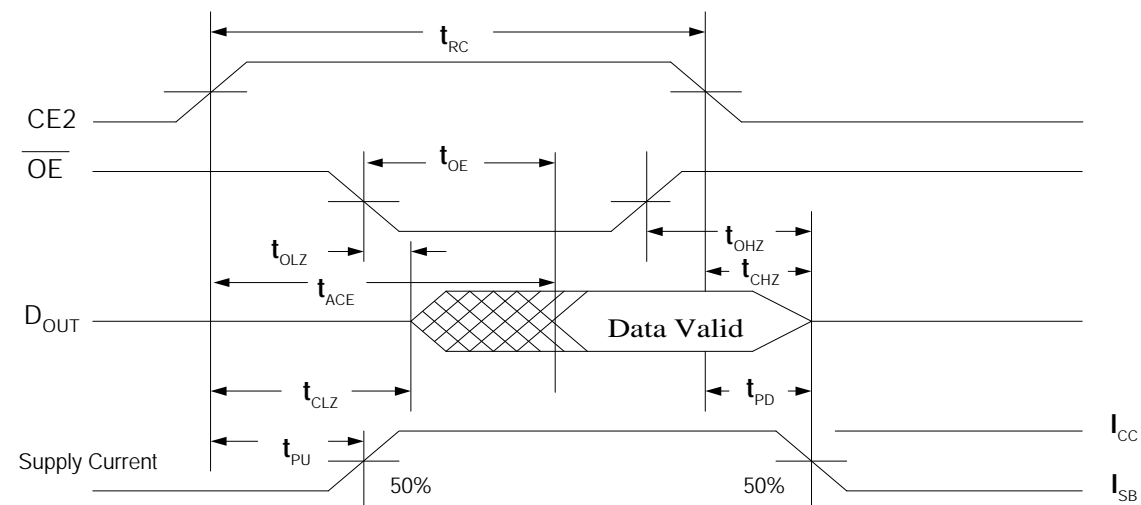 tRC
CE2
OE
tOE
tOLZ
tOHZ
tCHZ
tACE
DOUT
Data Valid
tCLZ
tPD
ICC
tPU
Supply Current
50%
50%
ISB